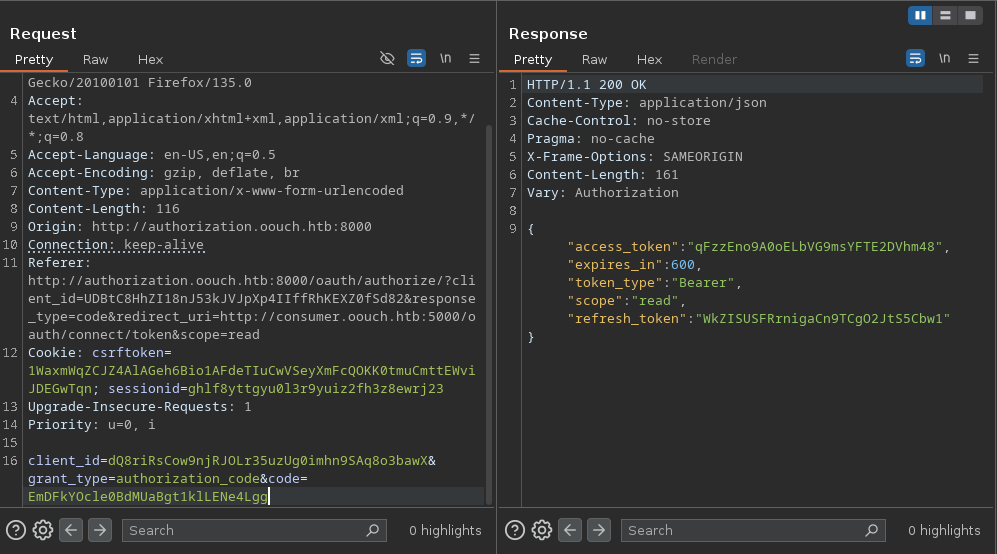 Request
Pretty Raw Hex \n
Gecko/20100101 Firefox/135.0
4 Accept:
text/html,application/xhtml+xml,application/xml;q=0.9,*/
*;q=0.8
5 Accept-Language: en-US,en;q=0.5
6 Accept-Encoding: gzip, deflate, br
7 Content-Type: application/x-www-form-urlencoded
8 Content-Length: 116
9 Origin: http://authorization.oouch.htb:8000
10 Connection: keep-alive
11 Referer:
http://authorization.oouch.htb:8000/oauth/authorize/?cli
ent_id=UDBtC8HhZI18nJ53kJVJpXp4IIffRhKEXZ0fSd82&response
_type=code&redirect_uri=http://consumer.oouch.htb:5000/o
auth/connect/token&scope=read
12 Cookie: csrftoken=
1WaxmWqZCJZ4AlAGeh6Bio1AFdeTIuCwVSeyXmFcQOKK0tmuCmttEWvi
JDEGwTqn; sessionid=ghlf8yttgyu0l3r9yuiz2fh3z8ewrj23
13 Upgrade-Insecure-Requests: 1
14 Priority: u=0, i
15
16 client_id=dQ8riRsCow9njRJOLr35uzUg0imhn9SAq8o3bawX&
grant_type=authorization_code&code=
EmDFkYOcle0BdMUaBgt1klLENe4Lgg
Search 0 highlights
Response
Pretty Raw Hex Render \n
1 HTTP/1.1 200 OK
2 Content-Type: application/json
3 Cache-Control: no-store
4 Pragma: no-cache
5 X-Frame-Options: SAMEORIGIN
6 Content-Length: 161
7 Vary: Authorization
8
9 {
"access_token":"qFzzEno9A0oELbVG9msYFTE2DVhm48",
"expires_in":600,
"token_type":"Bearer",
"scope":"read",
"refresh_token":"WkZISUSFRrnigaCn9TCgO2JtS5Cbw1"
}
Search 0 highlights